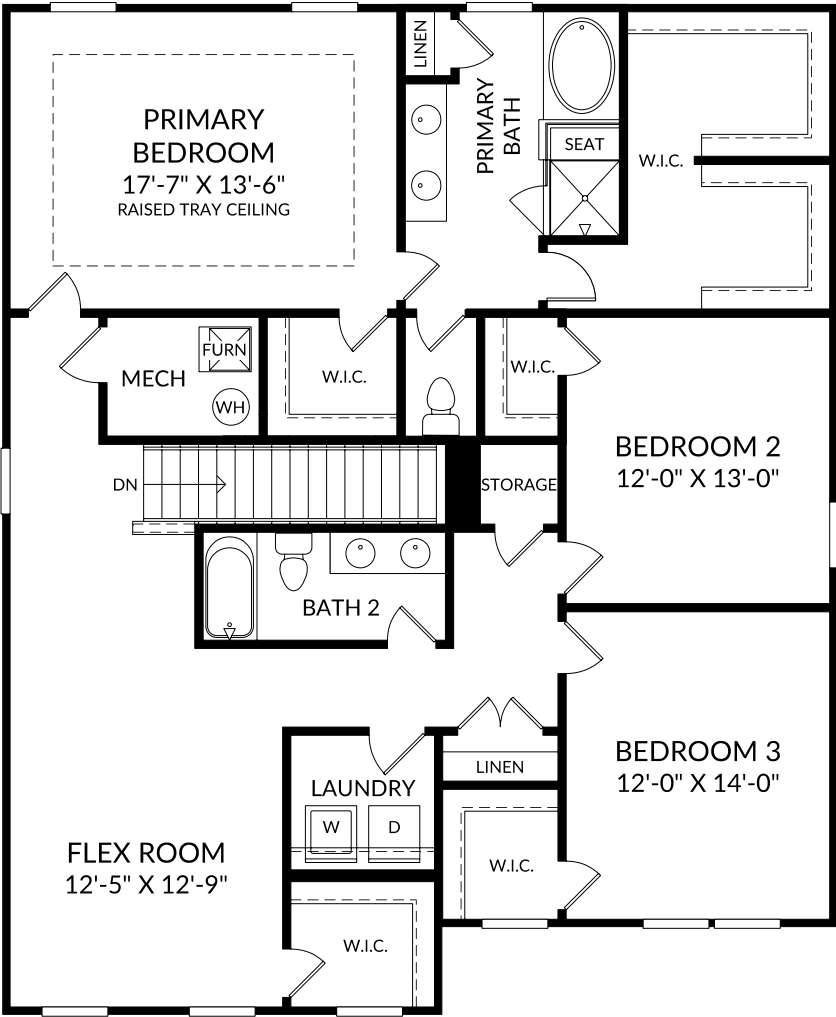 LINEN
PRIMARY
BATH
PRIMARY
BEDROOM
17'-7" X 13'-6"
RAISED TRAY CEILING
SEAT
W.I.C.
FURN
MECH
WH
W.I.C.
W.I.C.
BEDROOM 2
12'-0" X 13'-0"
DN
STORAGE
BATH 2
BEDROOM 3
12'-0" X 14'-0"
LINEN
LAUNDRY
W
D
FLEX ROOM
12'-5" X 12'-9"
W.I.C.
W.I.C.